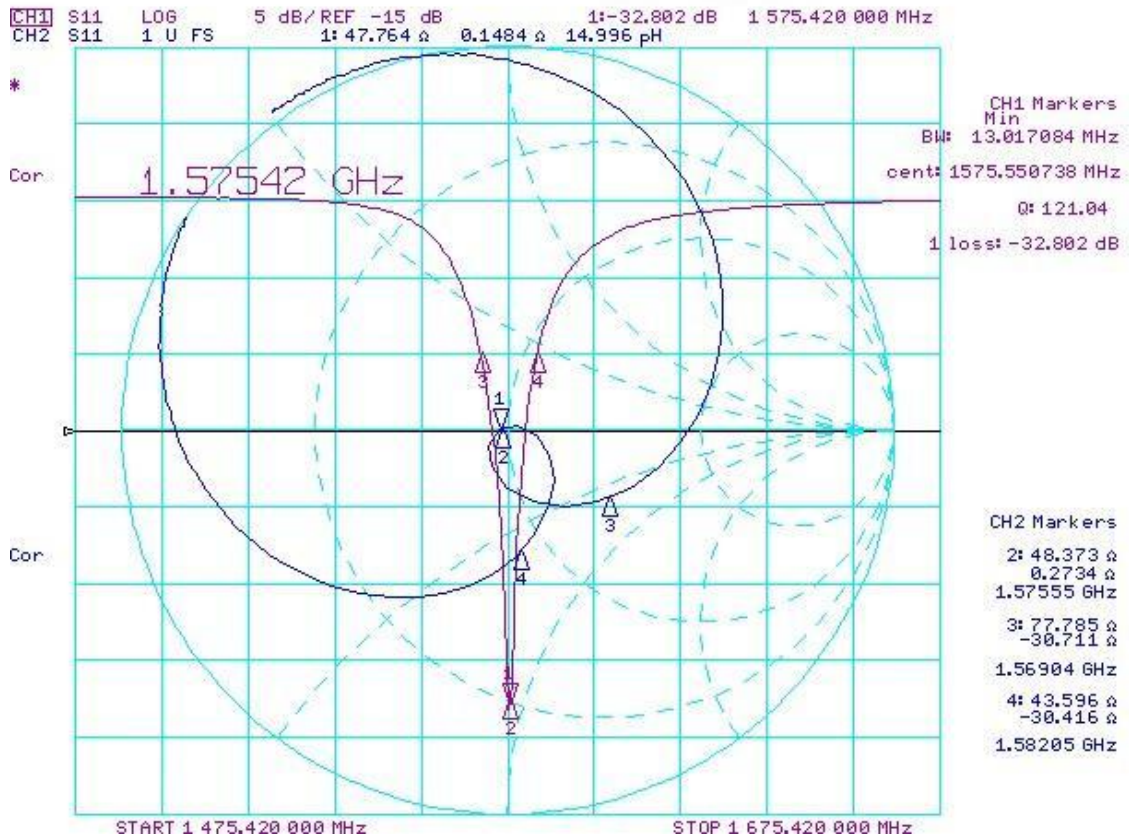 CH1 S11 LOG 5 dB/REF -15 dB 1:-32.802 dB 1 575.420 000 MHz
CH2 S11 1 U FS 1: 47.764 Ω 0.1484 Ω 14.996 pH
*
CH1 Markers
Min
BW: 13.017084 MHz
Cor
1.57542 GHz
cent: 1575.550738 MHz
Q: 121.04
1 loss: -32.802 dB
3
4
1
2
3
4
Cor
CH2 Markers
2: 48.373 Ω
0.2734 Ω
1.57555 GHz
3: 77.785 Ω
-30.711 Ω
1.56904 GHz
1
2
4: 43.596 Ω
-30.416 Ω
1.58205 GHz
START 1 475.420 000 MHz STOP 1 675.420 000 MHz